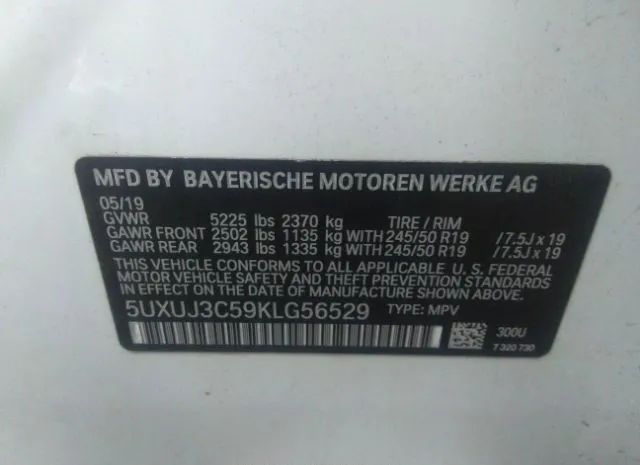 MFD BY BAYERISCHE MOTOREN WERKE AG
05/19
GVWR 5225 lbs 2370 kg TIRE / RIM
GAWR FRONT 2502 lbs 1135 kg WITH 245/50 R19 / 7.5J x 19
GAWR REAR 2943 lbs 1335 kg WITH 245/50 R19 / 7.5J x 19
THIS VEHICLE CONFORMS TO ALL APPLICABLE U. S. FEDERAL
MOTOR VEHICLE SAFETY, BUMPER, AND THEFT PREVENTION STANDARDS
IN EFFECT ON THE DATE OF MANUFACTURE SHOWN ABOVE.
5UXUJ3C59KLG56529 TYPE: MPV
300U
7 320 730